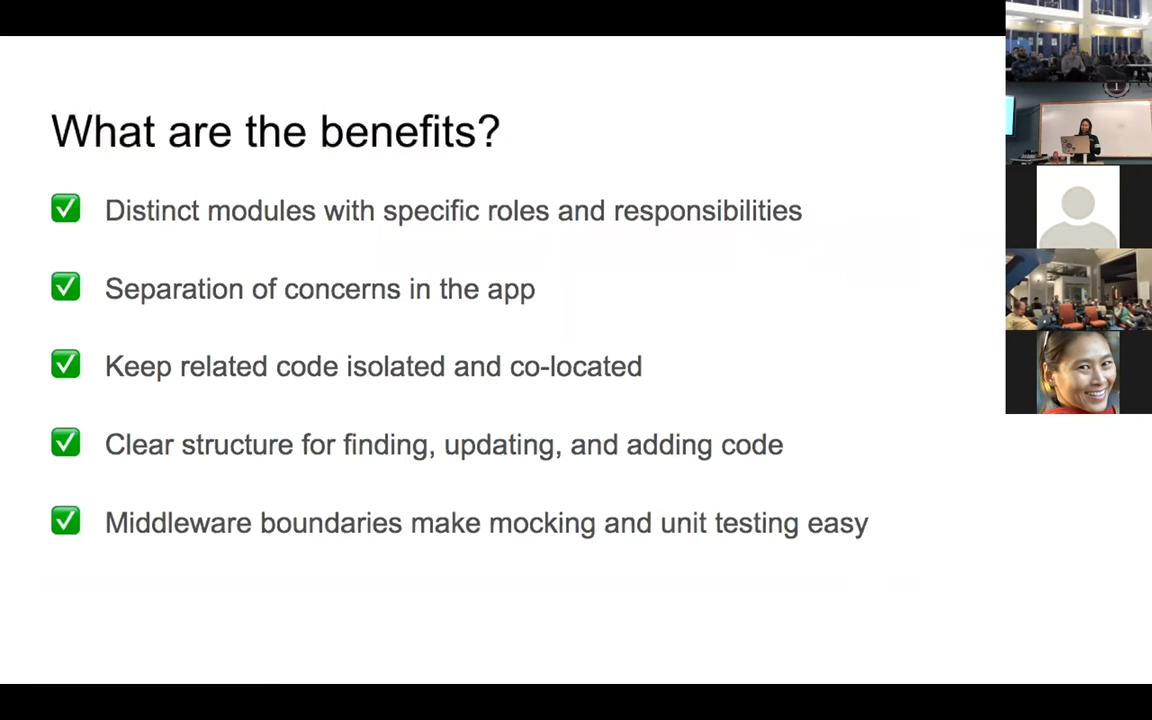 What are the benefits?
Distinct modules with specific roles and responsibilities
Separation of concerns in the app
Keep related code isolated and co-located
Clear structure for finding, updating, and adding code
Middleware boundaries make mocking and unit testing easy